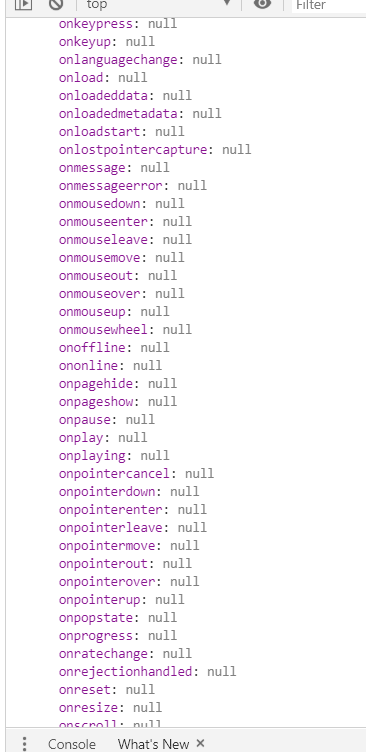 top
Filter
onkeypress: null
onkeyup: null
onlanguagechange: null
onload: null
onloadeddata: null
onloadedmetadata: null
onloadstart: null
onlostpointercapture: null
onmessage: null
onmessageerror: null
onmousedown: null
onmouseenter: null
onmouseleave: null
onmousemove: null
onmouseout: null
onmouseover: null
onmouseup: null
onmousewheel: null
onoffline: null
ononline: null
onpagehide: null
onpageshow: null
onpause: null
onplay: null
onplaying: null
onpointercancel: null
onpointerdown: null
onpointerenter: null
onpointerleave: null
onpointermove: null
onpointerout: null
onpointerover: null
onpointerup: null
onpopstate: null
onprogress: null
onratechange: null
onrejectionhandled: null
onreset: null
onresize: null
onscroll: null
Console What's New ×